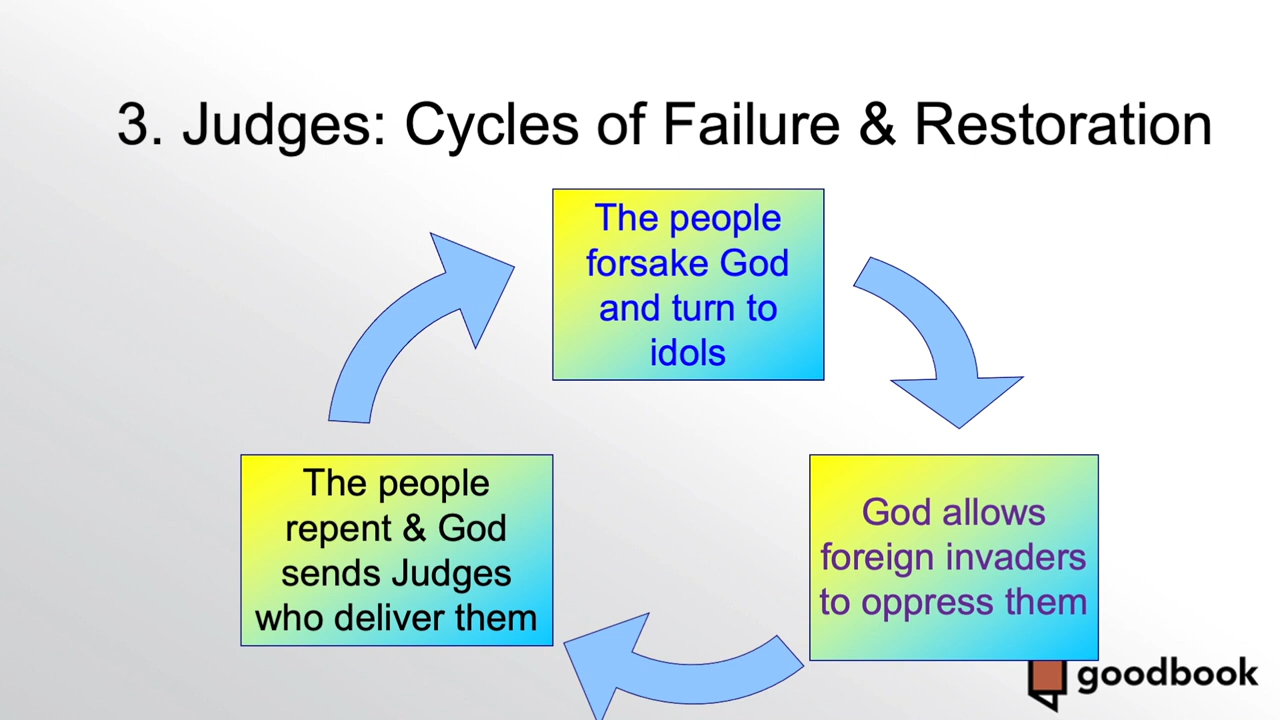 3. Judges: Cycles of Failure & Restoration
The people
forsake God
and turn to
idols
God allows
foreign invaders
to oppress them
The people
repent & God
sends Judges
who deliver them
goodbook